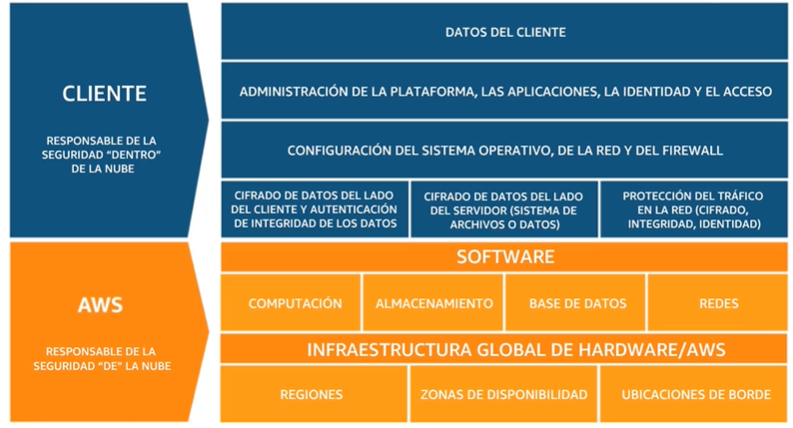 CLIENTE
RESPONSABLE DE LA
SEGURIDAD “DENTRO”
DE LA NUBE
DATOS DEL CLIENTE
ADMINISTRACIÓN DE LA PLATAFORMA, LAS APLICACIONES, LA IDENTIDAD Y EL ACCESO
CONFIGURACIÓN DEL SISTEMA OPERATIVO, DE LA RED Y DEL FIREWALL
CIFRADO DE DATOS DEL LADO
DEL CLIENTE Y AUTENTICACIÓN
DE INTEGRIDAD DE LOS DATOS
CIFRADO DE DATOS DEL LADO
DEL SERVIDOR (SISTEMA DE
ARCHIVOS O DATOS)
PROTECCIÓN DEL TRÁFICO
EN LA RED (CIFRADO,
INTEGRIDAD, IDENTIDAD)
AWS
RESPONSABLE DE LA
SEGURIDAD “DE” LA NUBE
SOFTWARE
COMPUTACIÓN
ALMACENAMIENTO
BASE DE DATOS
REDES
INFRAESTRUCTURA GLOBAL DE HARDWARE/AWS
REGIONES
ZONAS DE DISPONIBILIDAD
UBICACIONES DE BORDE